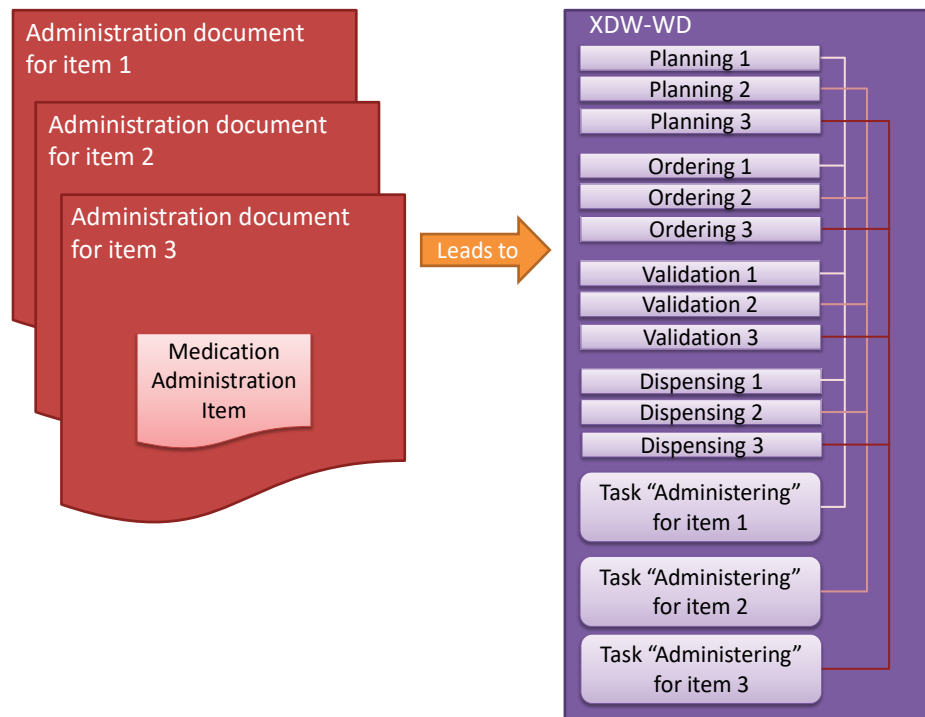 Administration document
for item 1
Administration document
for item 2
Administration document
for item 3
Medication
Administration
Item
Leads to
XDW-WD
Planning 1
Planning 2
Planning 3
Ordering 1
Ordering 2
Ordering 3
Validation 1
Validation 2
Validation 3
Dispensing 1
Dispensing 2
Dispensing 3
Task “Administering”
for item 1
Task “Administering”
for item 2
Task “Administering”
for item 3